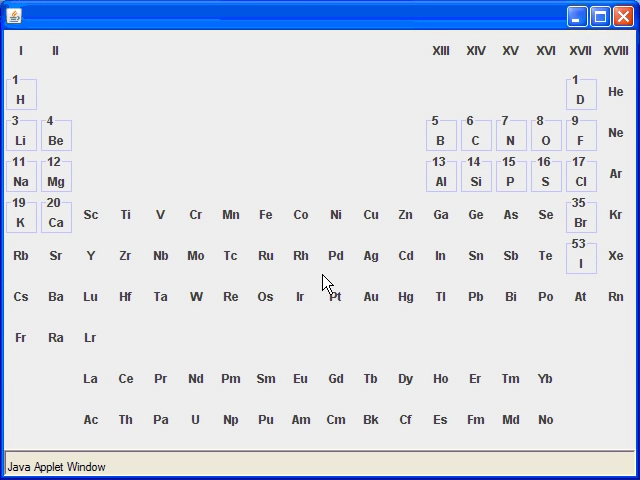 I II XIII XIV XV XVI XVII XVIII
1 1
H D He
3 4 5 6 7 8 9
Li Be B C N O F Ne
11 12 13 14 15 16 17
Na Mg Al Si P S Cl Ar
19 20 35
K Ca Sc Ti V Cr Mn Fe Co Ni Cu Zn Ga Ge As Se Br Kr
53
Rb Sr Y Zr Nb Mo Tc Ru Rh Pd Ag Cd In Sn Sb Te I Xe
Cs Ba Lu Hf Ta W Re Os Ir Pt Au Hg Tl Pb Bi Po At Rn
Fr Ra Lr
La Ce Pr Nd Pm Sm Eu Gd Tb Dy Ho Er Tm Yb
Ac Th Pa U Np Pu Am Cm Bk Cf Es Fm Md No
Java Applet Window